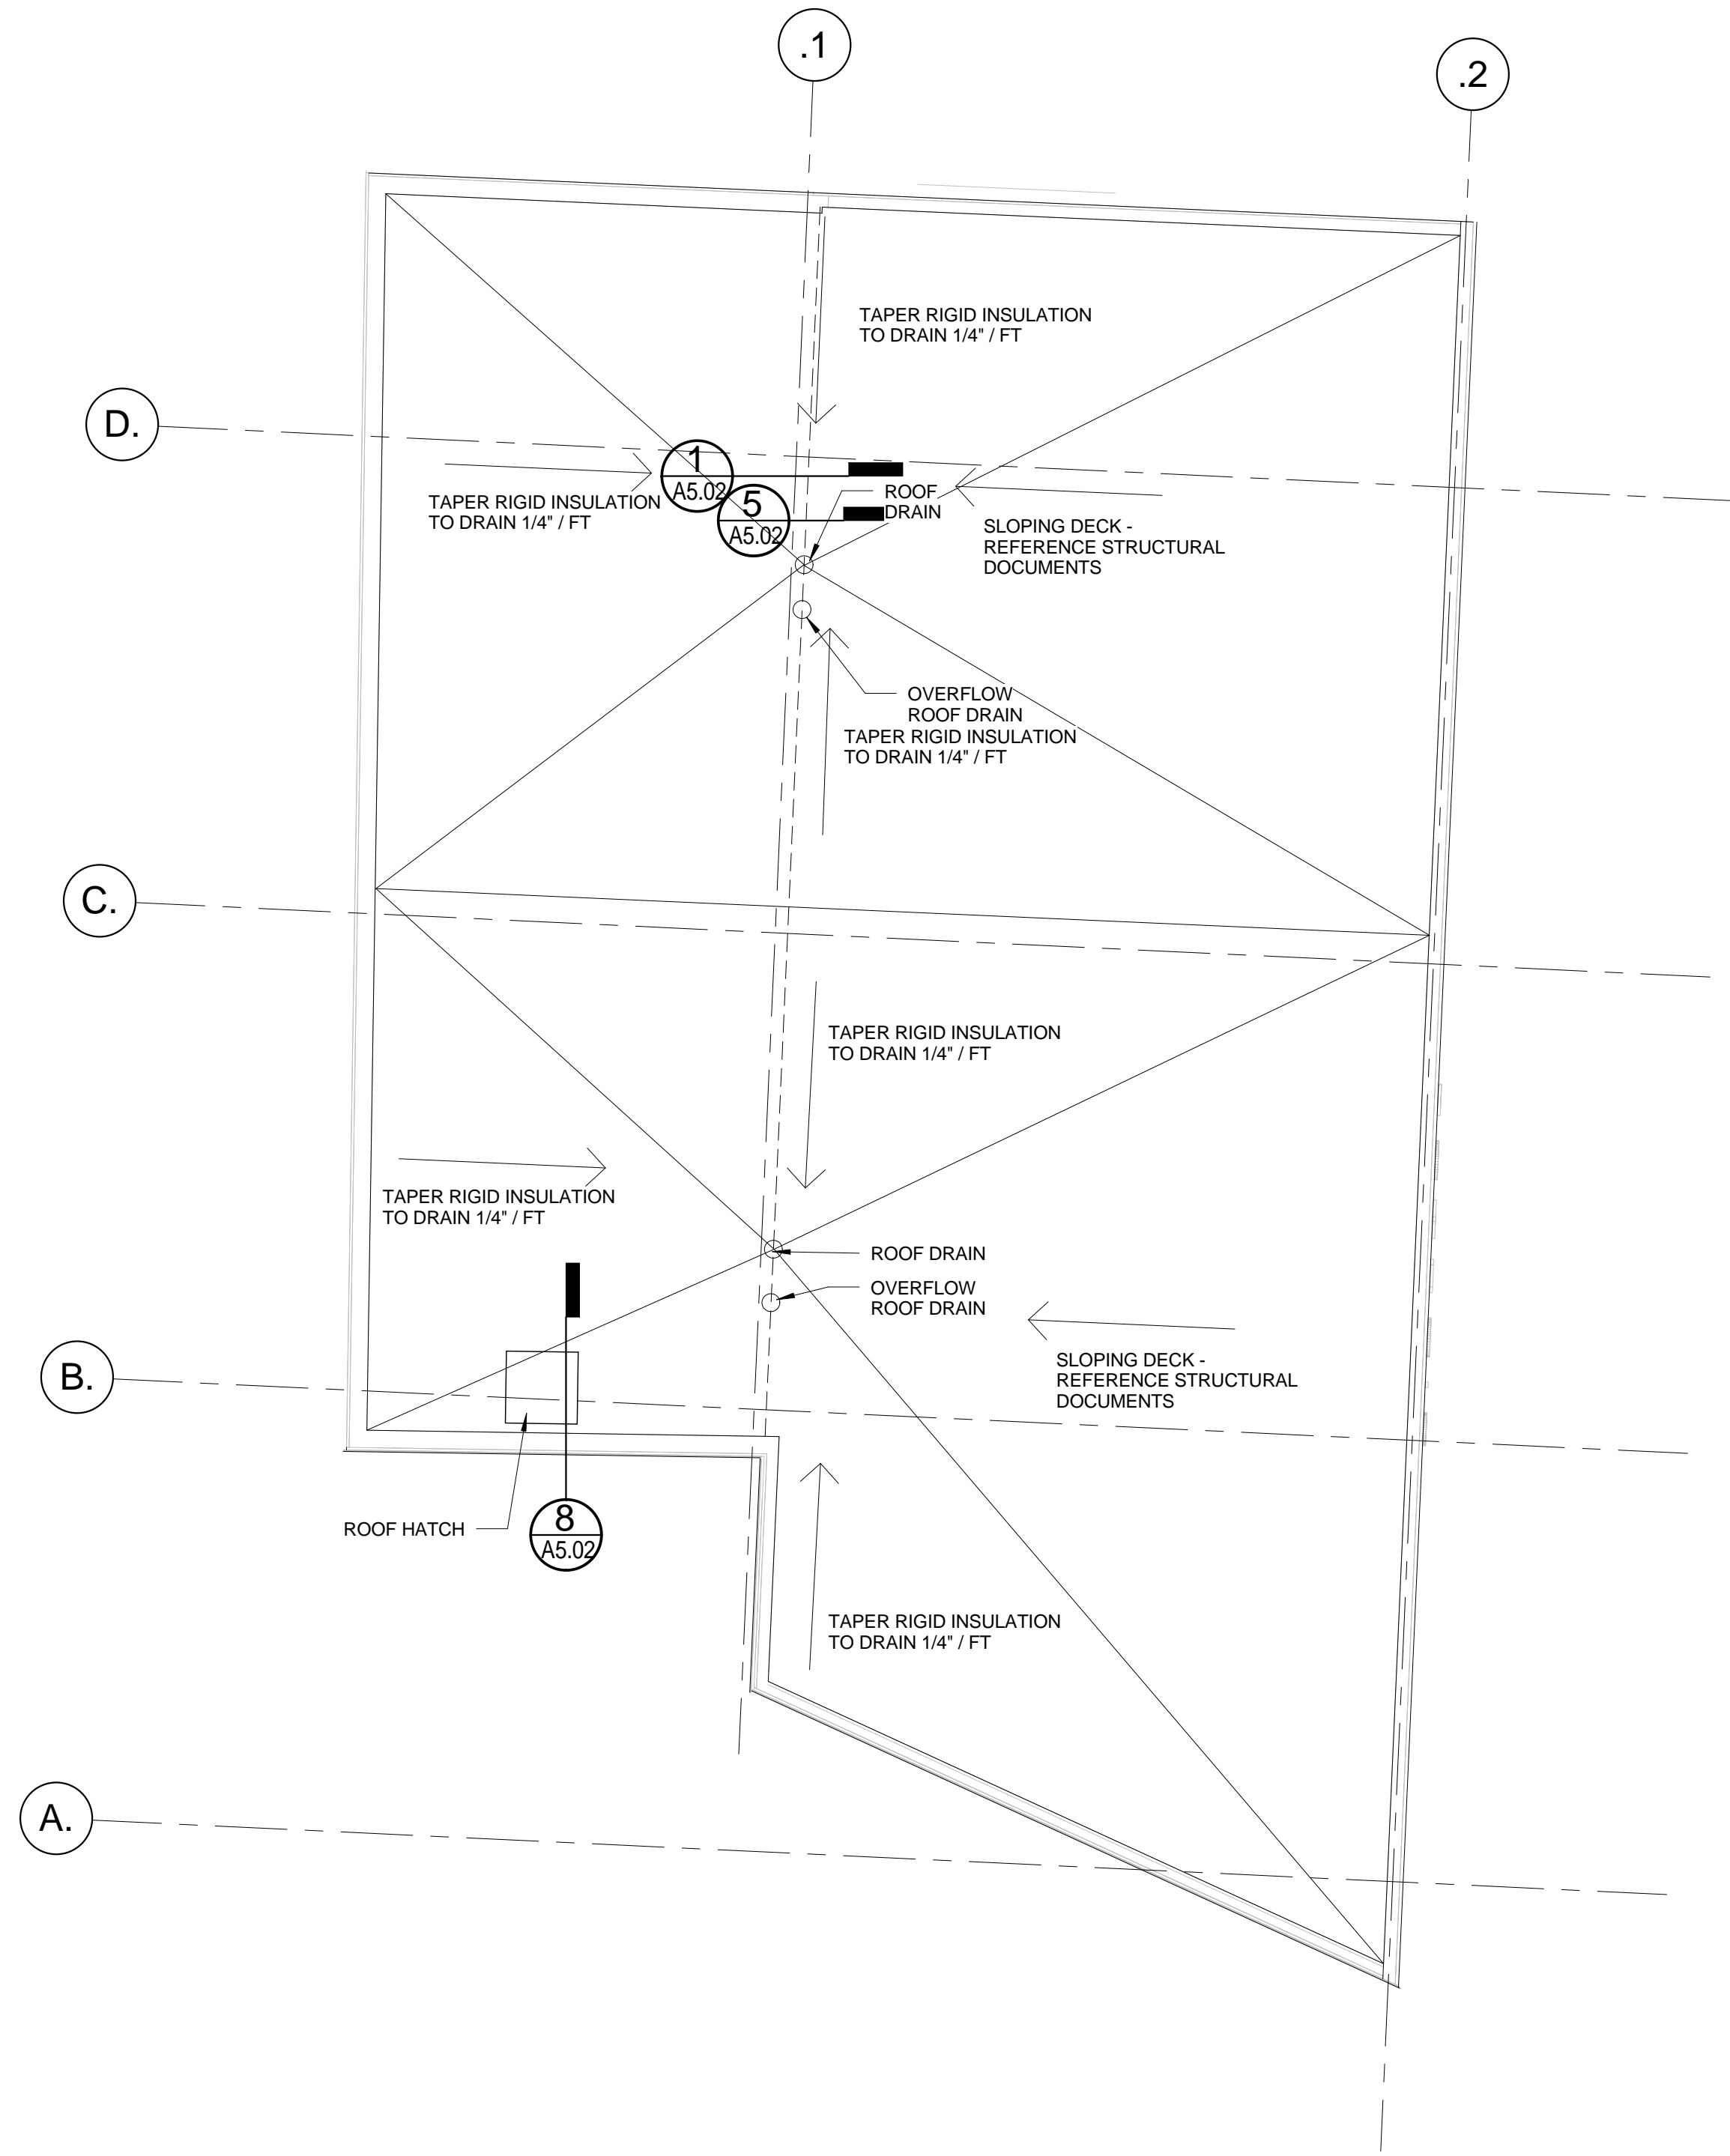 .1
.2
TAPER RIGID INSULATION
TO DRAIN 1/4" / FT
D.
1
A5.02
TAPER RIGID INSULATION
TO DRAIN 1/4" / FT
5
A5.02
ROOF
DRAIN
SLOPING DECK -
REFERENCE STRUCTURAL
DOCUMENTS
OVERFLOW
ROOF DRAIN
TAPER RIGID INSULATION
TO DRAIN 1/4" / FT
C.
TAPER RIGID INSULATION
TO DRAIN 1/4" / FT
TAPER RIGID INSULATION
TO DRAIN 1/4" / FT
ROOF DRAIN
OVERFLOW
ROOF DRAIN
B.
SLOPING DECK -
REFERENCE STRUCTURAL
DOCUMENTS
ROOF HATCH
8
A5.02
TAPER RIGID INSULATION
TO DRAIN 1/4" / FT
A.